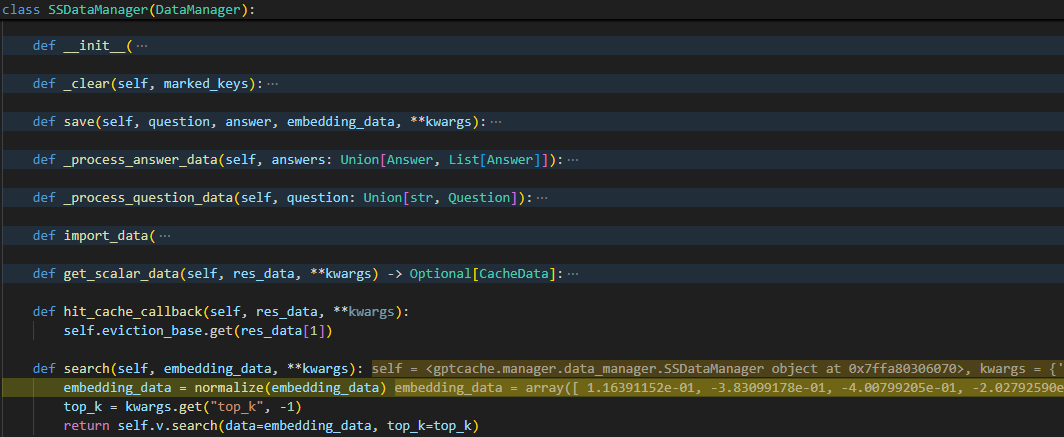 class SSDataManager(DataManager):
def __init__(···
def _clear(self, marked_keys):···
def save(self, question, answer, embedding_data, **kwargs):···
def _process_answer_data(self, answers: Union[Answer, List[Answer]]):···
def _process_question_data(self, question: Union[str, Question]):···
def import_data(···
def get_scalar_data(self, res_data, **kwargs) -> Optional[CacheData]:···
def hit_cache_callback(self, res_data, **kwargs):
self.eviction_base.get(res_data[1])
def search(self, embedding_data, **kwargs): self = <gptcache.manager.data_manager.SSDataManager object at 0x7ffa80306070>, kwargs = {'
embedding_data = normalize(embedding_data) embedding_data = array([ 1.16391152e-01, -3.83099178e-01, -4.00799205e-01, -2.02792590e
top_k = kwargs.get("top_k", -1)
return self.v.search(data=embedding_data, top_k=top_k)